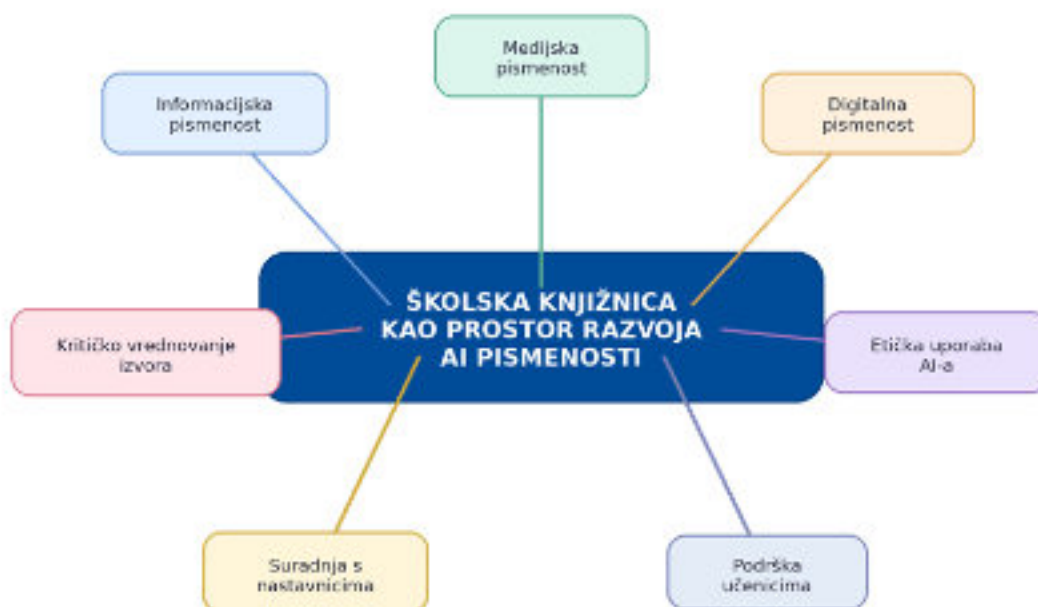 Medijska
pismenost
Informacijska
pismenost
Digitalna
pismenost
ŠKOLSKA KNJIŽNICA
KAO PROSTOR RAZVOJA
AI PISMENOSTI
Kritičko vrednovanje
izvora
Etička uporaba
AI-a
Suradnja s
nastavnicima
Podrška
učenicima